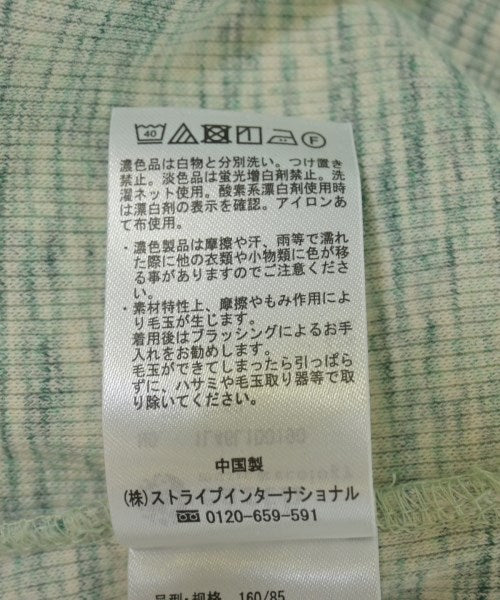 40
F
濃色品は白物と分別洗い。つけ置き
禁止。淡色品は蛍光増白剤禁止。洗
濯ネット使用。酸素系漂白剤使用時
は漂白剤の表示を確認。アイロンあ
て布使用。
・濃色製品は摩擦や汗、雨等で濡れ
た際に他の衣類や小物類に色が移
る事がありますのでご注意くださ
い。
・素材特性上、摩擦やもみ作用によ
り毛玉が生じます。
着用後はブラッシングによるお手
入れをお勧めします。
毛玉ができてしまったら引っぱら
ずに、ハサミや毛玉取り器等で取
り除いてください。
中国製
(株)ストライプインターナショナル
0120-659-591
号型・规格 160/85